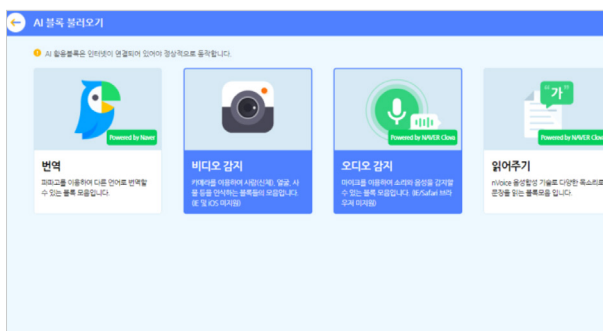 AI 블록 불러오기
AI 활용블록은 인터넷이 연결되어 있어야 정상적으로 동작합니다.
Powered by Naver
번역
파파고를 이용하여 다른 언어로 번역할
수 있는 블록모음입니다.
비디오 감지
카메라를 이용하여 사람(신체), 얼굴, 사
물 등을 인식하는 블록들의 모음입니다.
(IE 및 iOS 미지원)
Powered by NAVER Clova
오디오 감지
마이크를 이용하여 소리와 음성을 감지할
수 있는 블록 모음입니다. (IE/Safari 브라
우저 미지원)
“가”
Powered by NAVER Clov
읽어주기
nVoice 음성합성 기술로 다양한 목소리로
문장을 읽는 블록모음 입니다.